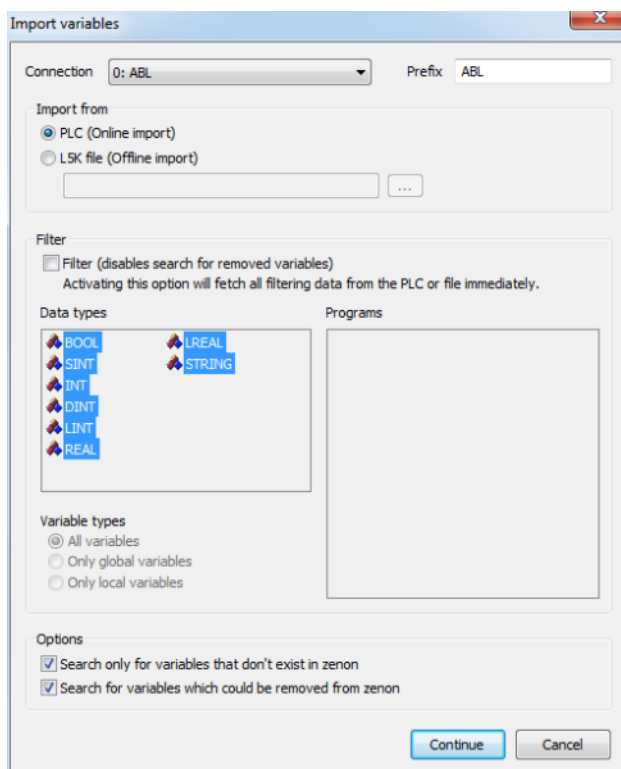 Import variables
Connection 0: ABL Prefix ABL
Import from
PLC (Online import)
L5K file (Offline import)
...
Filter
Filter (disables search for removed variables)
Activating this option will fetch all filtering data from the PLC or file immediately.
Data types Programs
BOOL LREAL
SINT STRING
INT
DINT
LINT
REAL
Variable types
All variables
Only global variables
Only local variables
Options
Search only for variables that don't exist in zenon
Search for variables which could be removed from zenon
Continue Cancel